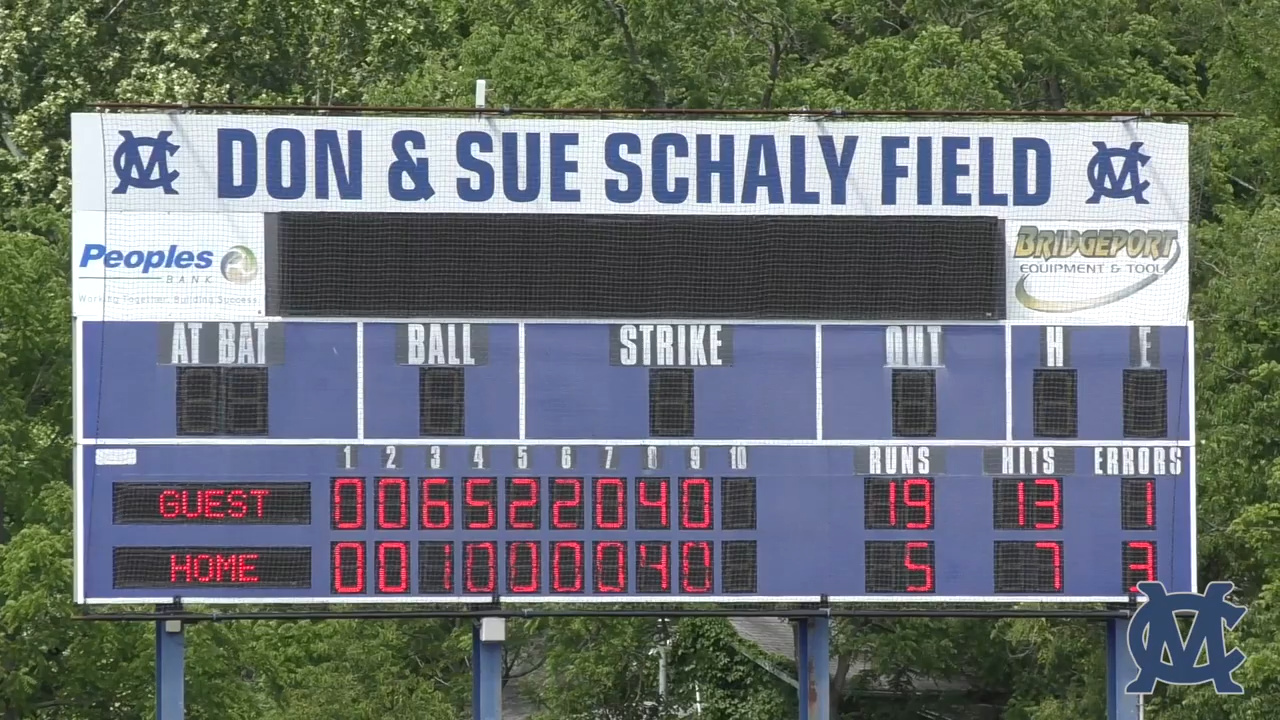 MC DON & SUE SCHALY FIELD MC
Peoples
BANK
Working Together. Building Success.
BRIDGEPORT
EQUIPMENT & TOOL
AT BAT BALL STRIKE OUT H E
1 2 3 4 5 6 7 8 9 10 RUNS HITS ERRORS
GUEST 0 0 6 5 2 2 0 4 0 19 13 1
HOME 0 0 1 0 0 0 0 4 0 5 7 3
MC